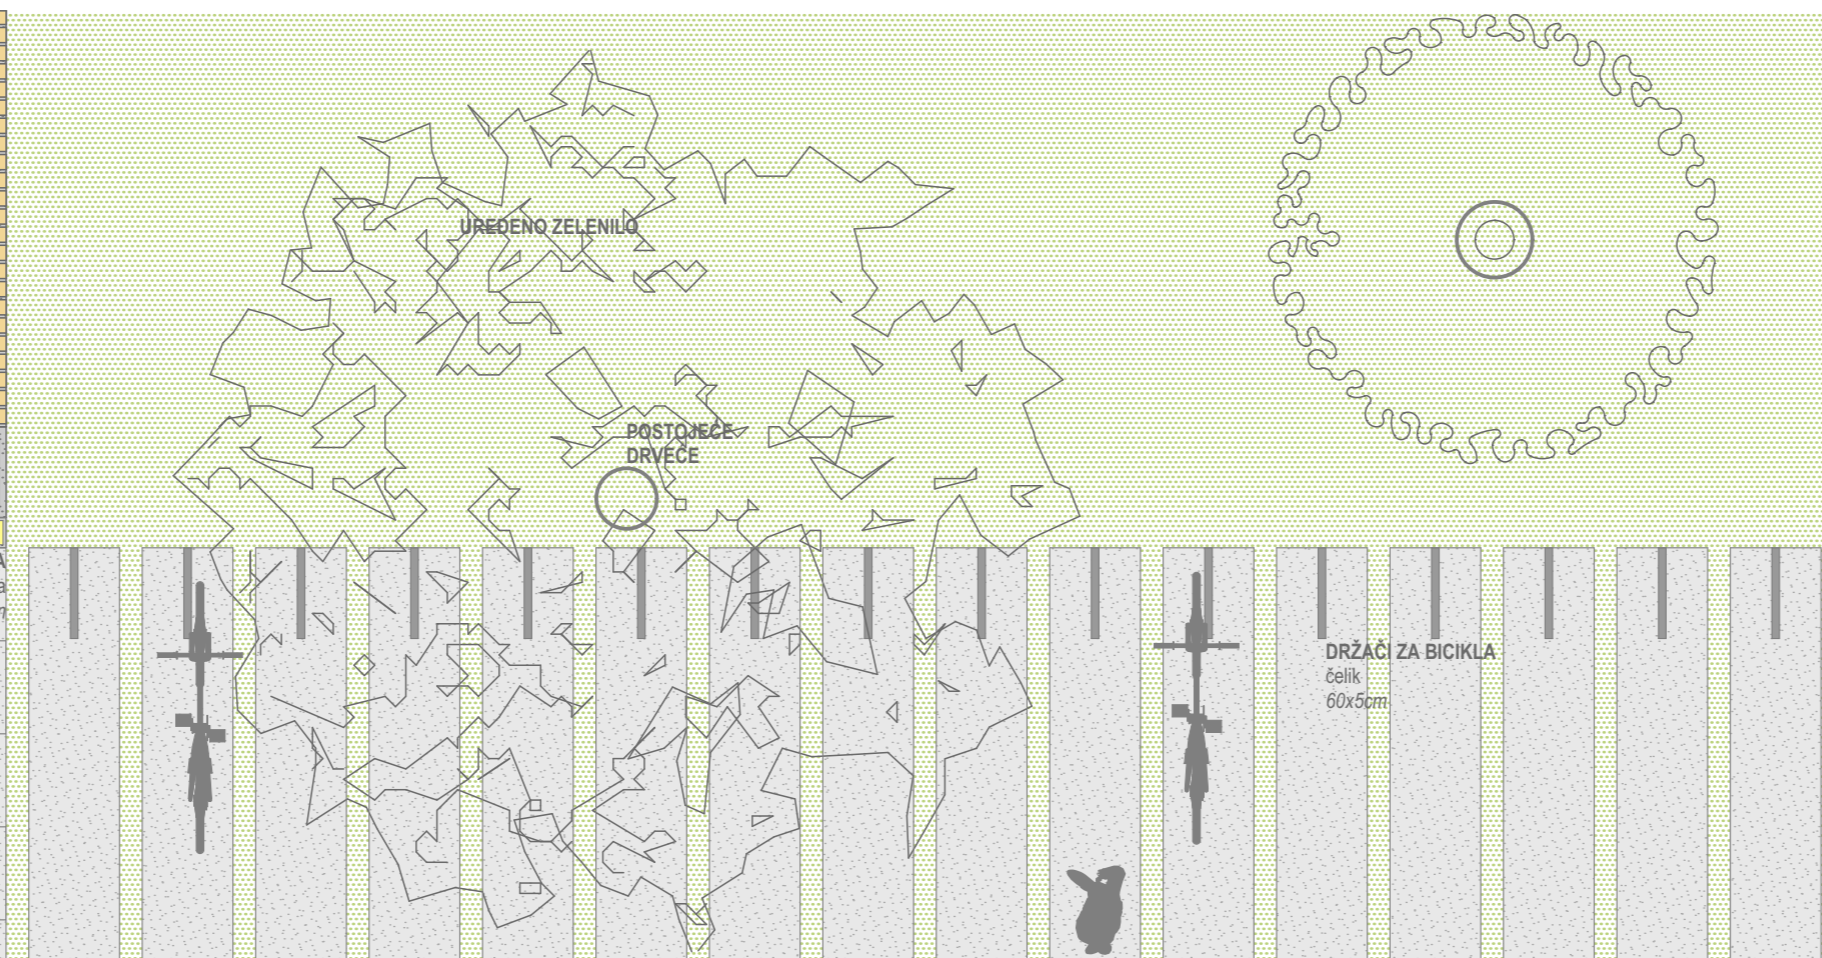 UREĐENO ZELENILO
POSTOJEĆE
DRVEĆE
DRŽAČI ZA BICIKLA
čelik
60x5cm